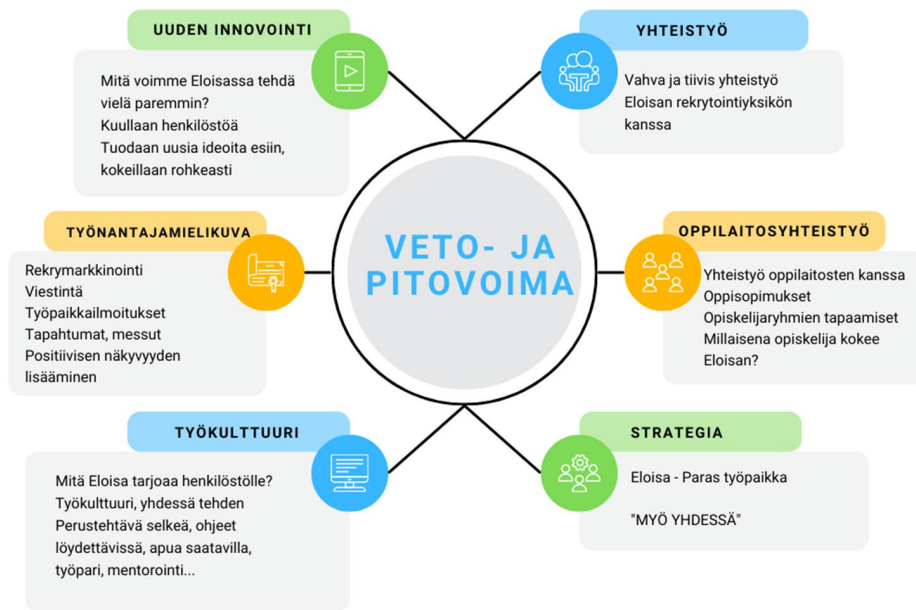 UUDEN INNOVOINTI
Mitä voimme Eloisassa tehdä
vielä paremmin?
Kuullaan henkilöstöä
Tuodaan uusia ideoita esiin,
kokeillaan rohkeasti
YHTEISTYÖ
Vahva ja tiivis yhteistyö
Eloisan rekrytointiyksikön
kanssa
TYÖNANTAJAMIELIKUVA
Rekrymarkkinointi
Viestintä
Työpaikkailmoitukset
Tapahtumat, messut
Positiivisen näkyvyyden
lisääminen
VETO- JA
PITOVOIMA
OPPILAITOSYHTEISTYÖ
Yhteistyö oppilaitosten kanssa
Oppisopimukset
Opiskelijaryhmien tapaamiset
Millaisena opiskelija kokee
Eloisan?
TYÖKULTTUURI
Mitä Eloisa tarjoaa henkilöstölle?
Työkulttuuri, yhdessä tehden
Perustehtävä selkeä, ohjeet
löydettävissä, apua saatavilla,
työpari, mentorointi...
STRATEGIA
Eloisa - Paras työpaikka
"MYÖ YHDESSÄ"